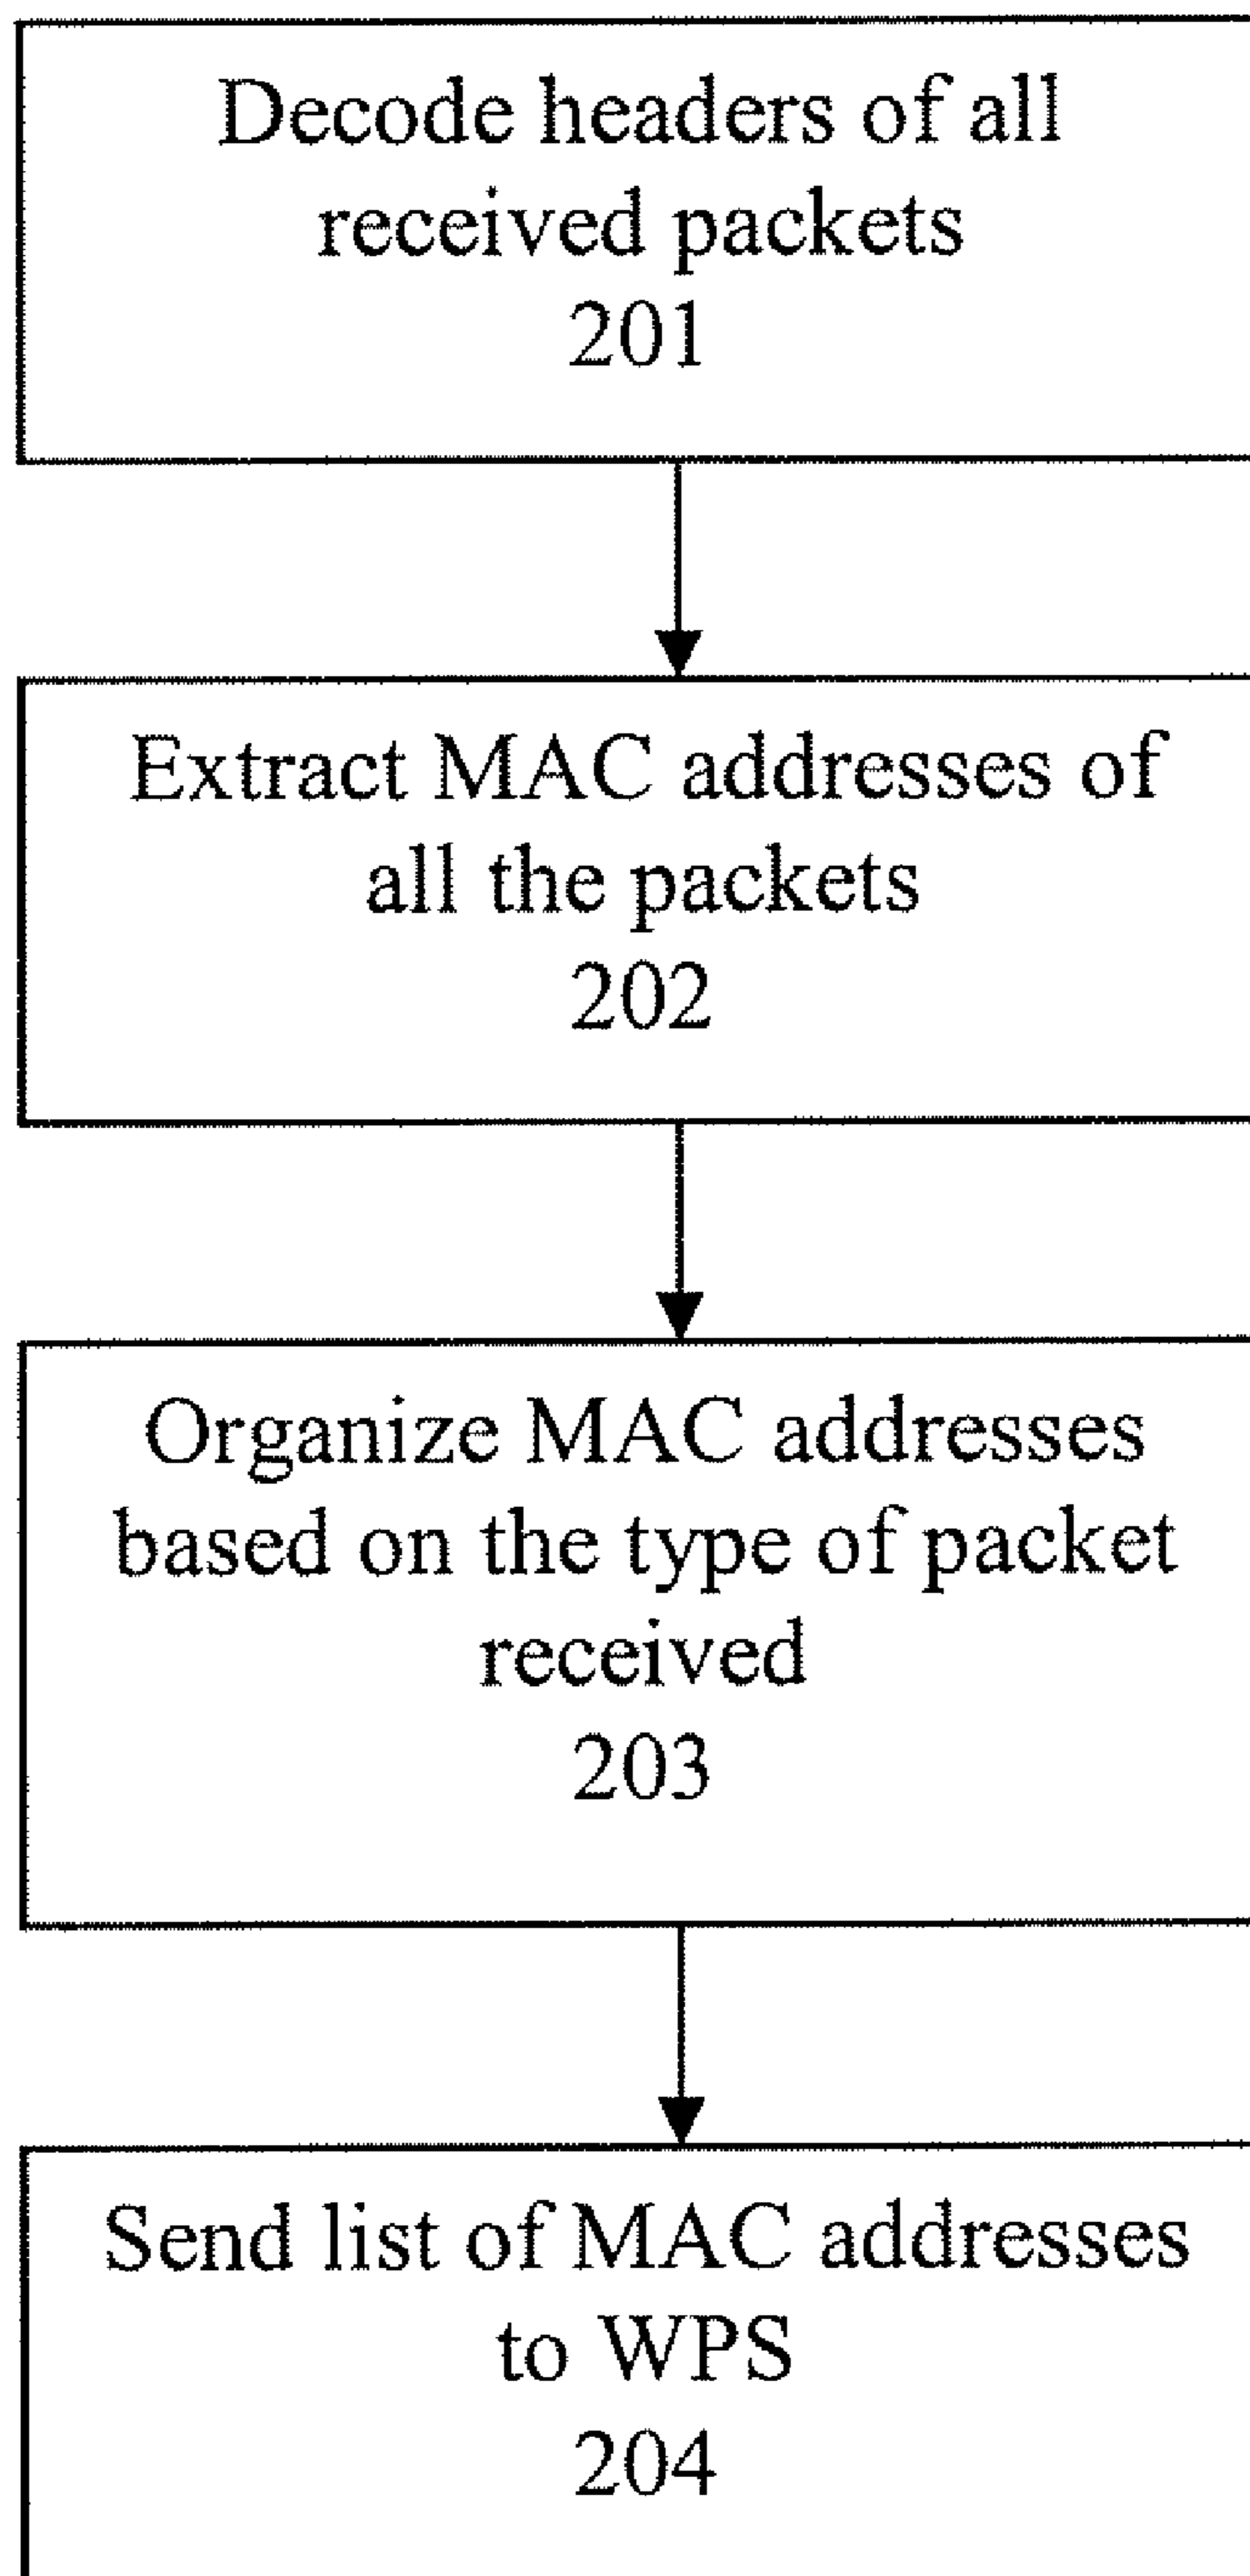 Decode headers of all
received packets
201
Extract MAC addresses of
all the packets
202
Organize MAC addresses
based on the type of packet
received
203
Send list of MAC addresses
to WPS
204